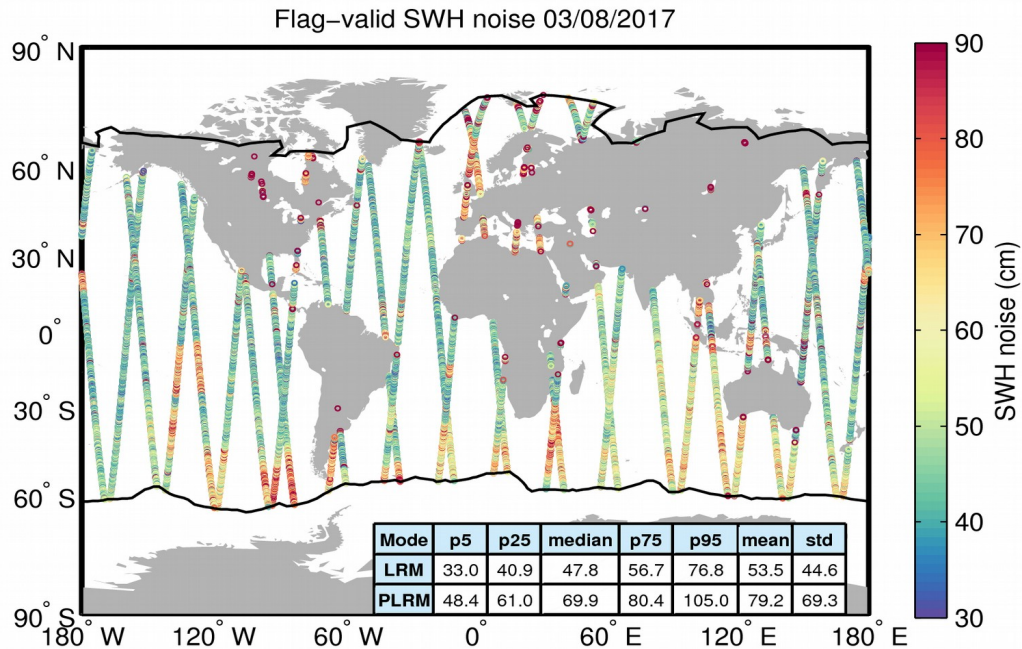 Flag−valid SWH noise 03/08/2017
90° N
60° N
30° N
0°
30° S
60° S
90° S
180° W
120° W
60° W
0°
60° E
120° E
180° E
90
80
70
60
50
40
30
SWH noise (cm)
Mode p5 p25 median p75 p95 mean std
LRM 33.0 40.9 47.8 56.7 76.8 53.5 44.6
PLRM 48.4 61.0 69.9 80.4 105.0 79.2 69.3